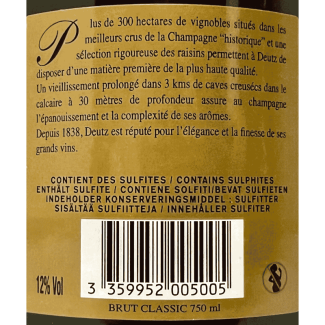 Plus de 300 hectares de vignobles situés dans les
meilleurs crus de la Champagne "historique" et une
sélection rigoureuse des raisins permettent à Deutz de
disposer d'une matière première de la plus haute qualité.
Un vieillissement prolongé dans 3 kms de caves creusées dans le
calcaire à 30 mètres de profondeur assure au champagne
l'épanouissement et la complexité de ses arômes.
Depuis 1838, Deutz est réputé pour l'élégance et la finesse de ses
grands vins.
CONTIENT DES SULFITES / CONTAINS SULPHITES
ENTHÄLT SULFITE / CONTIENE SOLFITI/BEVAT SULFIETEN
INDEHOLDER KONSERVERINGSMIDDEL : SULFITTER
SISÄLTÄÄ SULFIITTEJA / INNEHÅLLER SULFITER
12% Vol
3 359952 005005
BRUT CLASSIC 750 ml